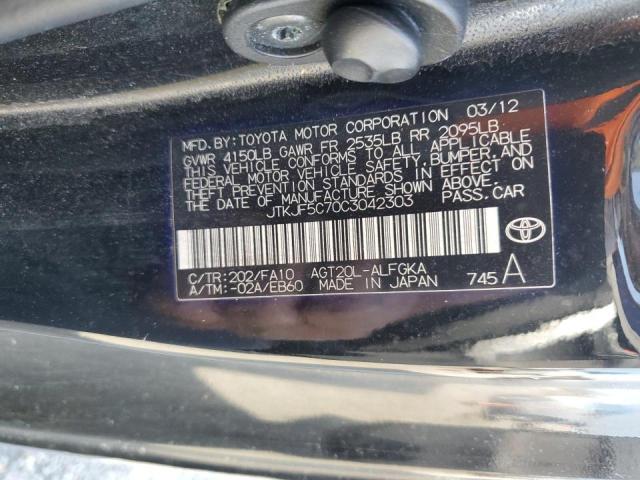 MFD. BY: TOYOTA MOTOR CORPORATION 03/12
GVWR 4150LB GAWR FR 2535LB RR 2095LB
THIS VEHICLE CONFORMS TO ALL APPLICABLE
FEDERAL MOTOR VEHICLE SAFETY, BUMPER, AND
THEFT PREVENTION STANDARDS IN EFFECT ON
THE DATE OF MANUFACTURE SHOWN ABOVE.
JTKJF5C70C3042303 PASS. CAR
C/TR: 202/FA10 AGT20L-ALFGKA
A/TM: -02A/EB60 MADE IN JAPAN 745 A